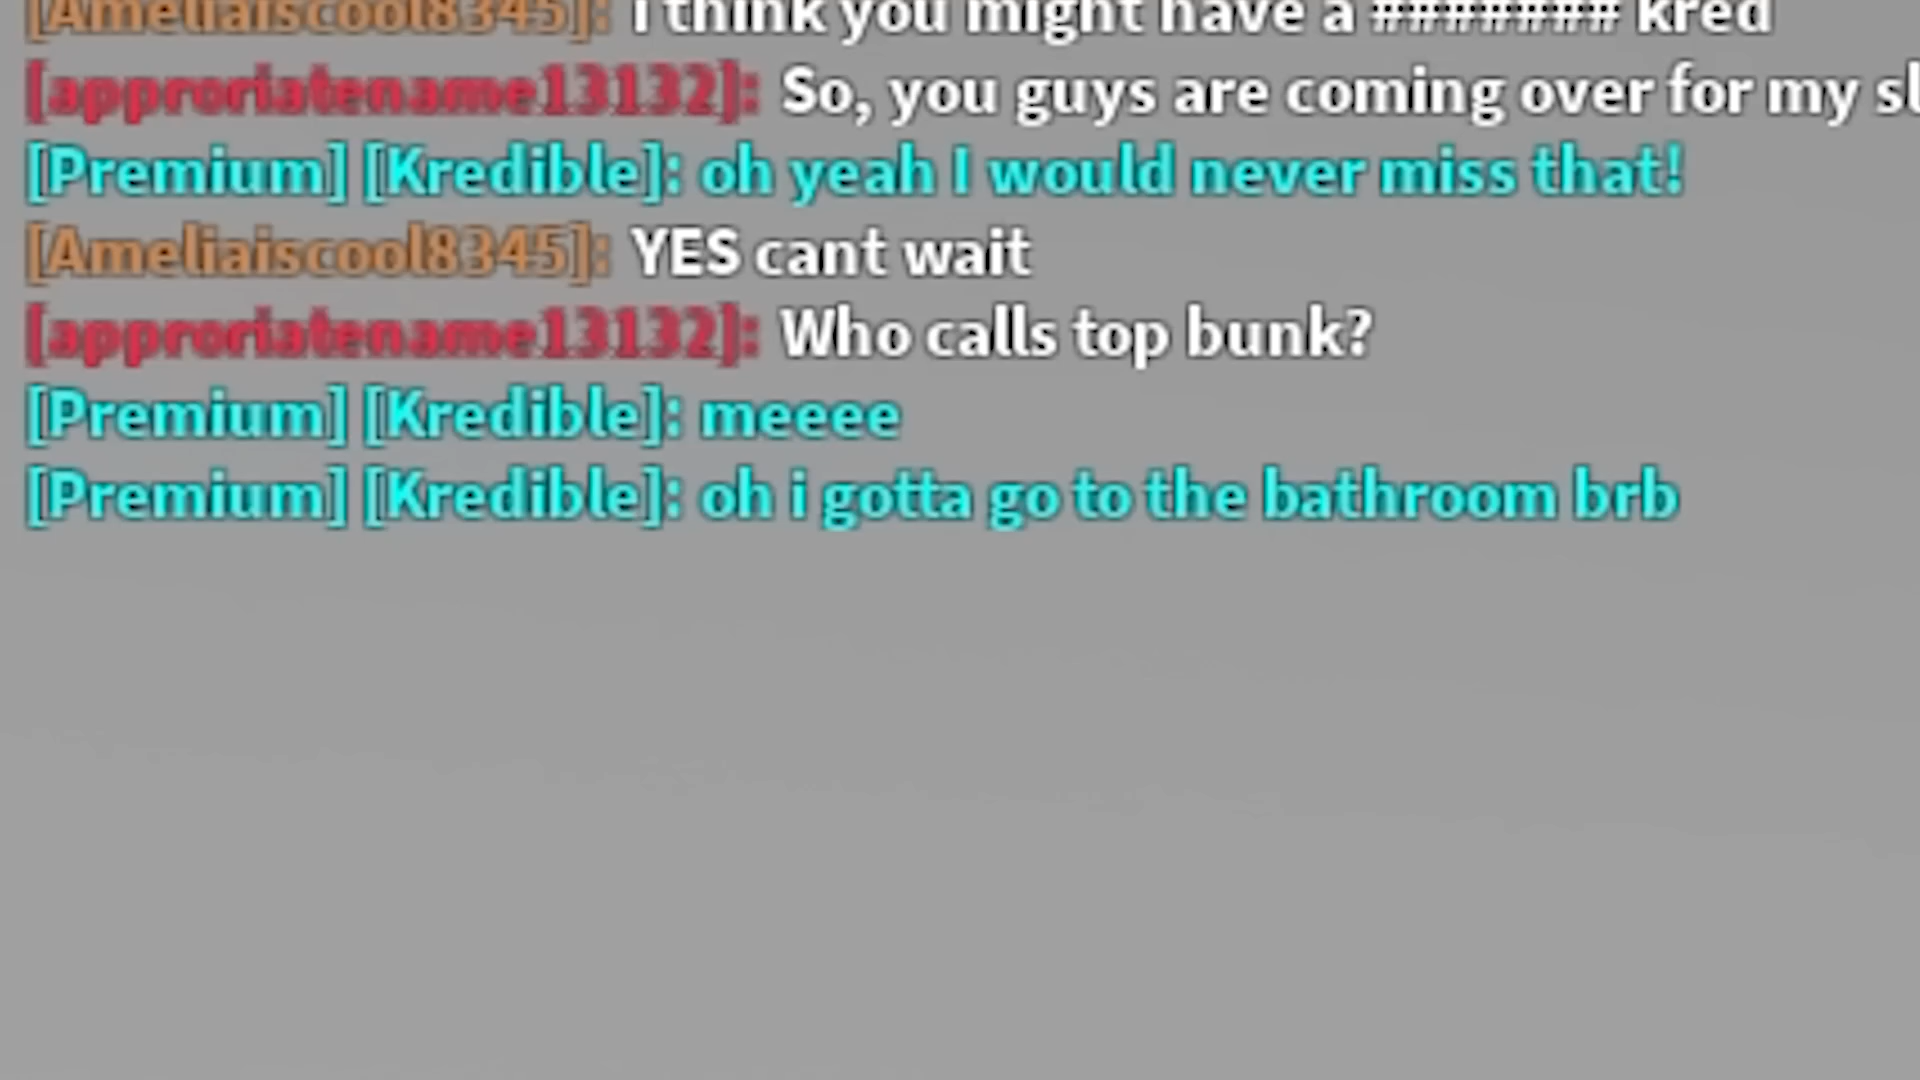 [Ameliaiscool8345]: I think you might have a ####### kred
[approriatename13132]: So, you guys are coming over for my
[Premium] [Kredible]: oh yeah I would never miss that!
[Ameliaiscool8345]: YES cant wait
[approriatename13132]: Who calls top bunk?
[Premium] [Kredible]: meeee
[Premium] [Kredible]: oh i gotta go to the bathroom brb